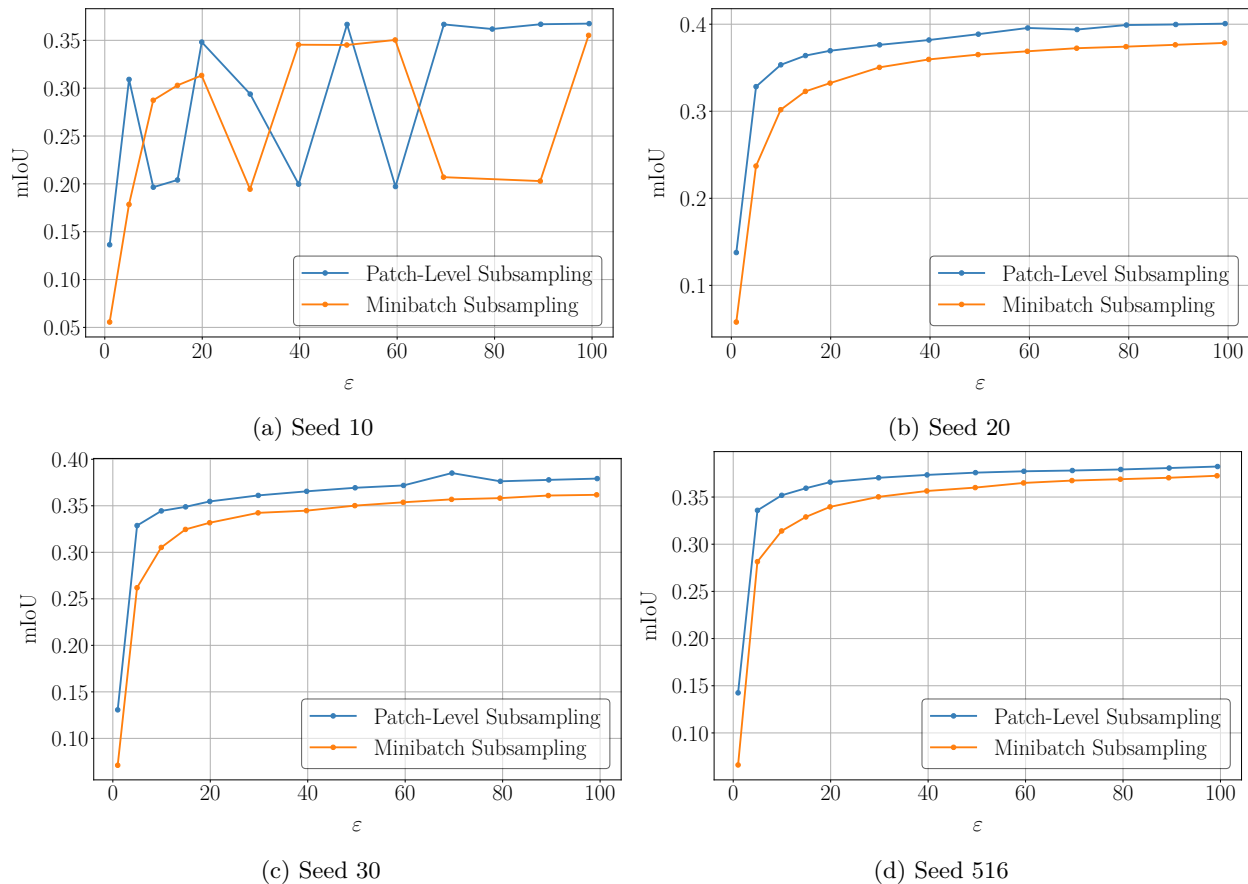 0.35
0.30
0.25
0.20
0.15
0.10
0.05
mIoU
0 20 40 60 80 100
ε
Patch-Level Subsampling
Minibatch Subsampling
(a) Seed 10
0.4
0.3
0.2
0.1
mIoU
0 20 40 60 80 100
ε
Patch-Level Subsampling
Minibatch Subsampling
(b) Seed 20
0.40
0.35
0.30
0.25
0.20
0.15
0.10
mIoU
0 20 40 60 80 100
ε
Patch-Level Subsampling
Minibatch Subsampling
(c) Seed 30
0.35
0.30
0.25
0.20
0.15
0.10
mIoU
0 20 40 60 80 100
ε
Patch-Level Subsampling
Minibatch Subsampling
(d) Seed 516